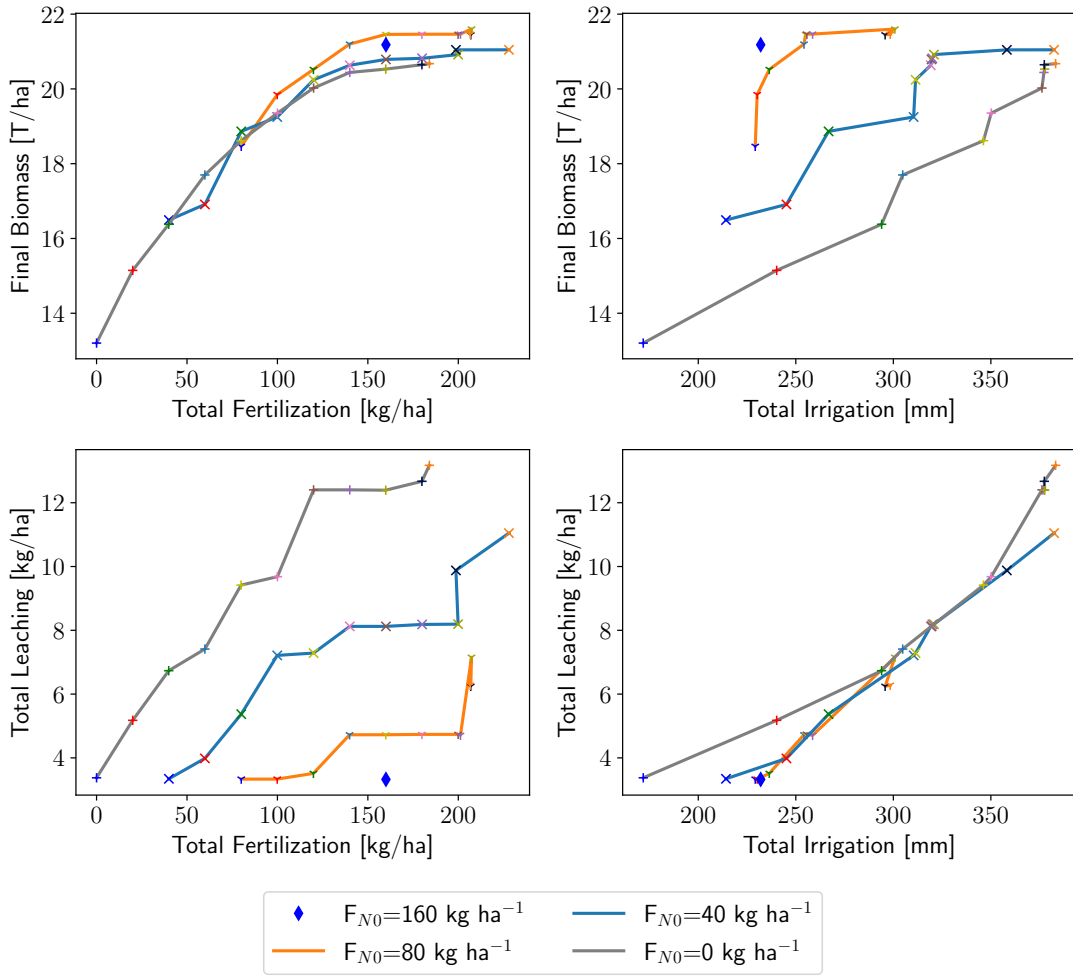 22
20
18
16
14
Final Biomass [T/ha]
0 50 100 150 200
Total Fertilization [kg/ha]
22
20
18
16
14
Final Biomass [T/ha]
200 250 300 350
Total Irrigation [mm]
12
10
8
6
4
Total Leaching [kg/ha]
0 50 100 150 200
Total Fertilization [kg/ha]
12
10
8
6
4
Total Leaching [kg/ha]
200 250 300 350
Total Irrigation [mm]
F_{N0}=160 kg ha^{−1}
F_{N0}=80 kg ha^{−1}
F_{N0}=40 kg ha^{−1}
F_{N0}=0 kg ha^{−1}